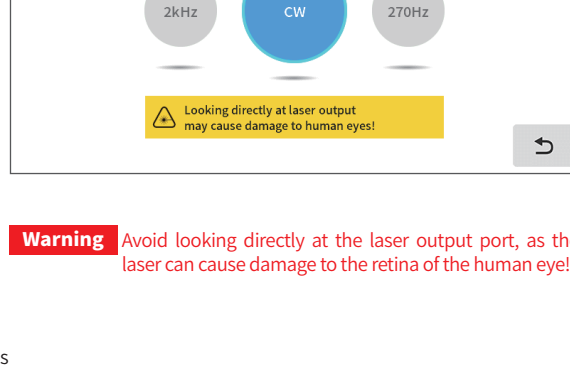 2kHz CW 270Hz
Looking directly at laser output
may cause damage to human eyes!
Warning Avoid looking directly at the laser output port, as th
laser can cause damage to the retina of the human eye!
s